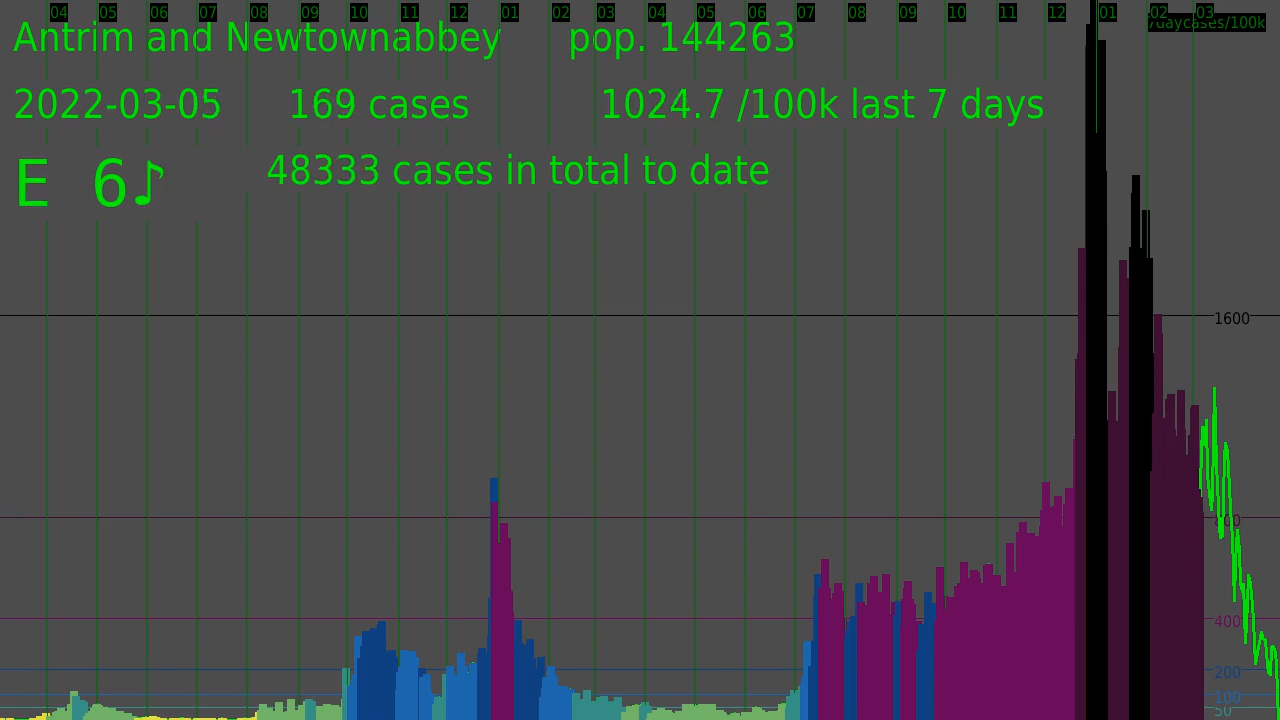 04 05 06 07 08 09 10 11 12 01 02 03 04 05 06 07 08 09 10 11 12 01 02 03
7daycases/100k
Antrim and Newtownabbey pop. 144263
2022-03-05 169 cases 1024.7 /100k last 7 days
E 6♪ 48333 cases in total to date
1600
800
400
200
100
50